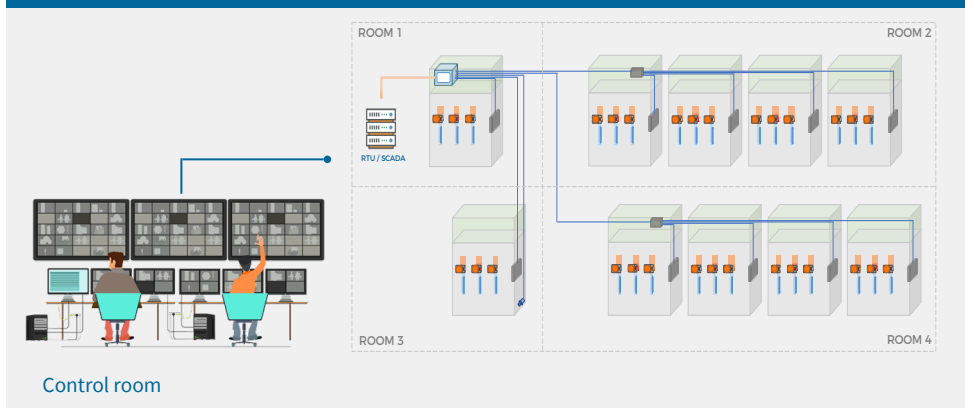 ROOM 1
ROOM 2
RTU / SCADA
ROOM 3
ROOM 4
Control room